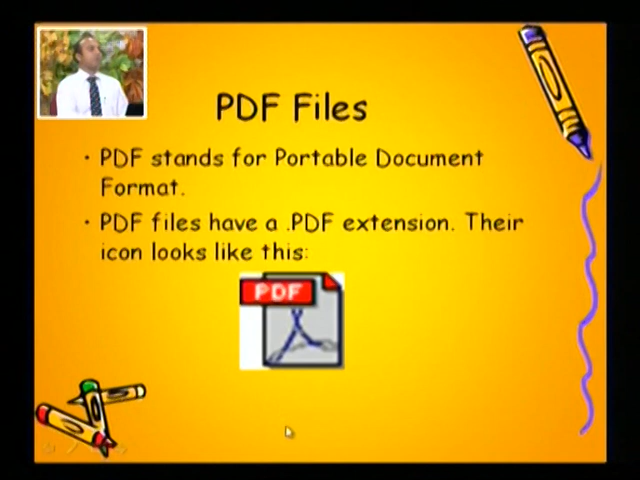 PDF Files
• PDF stands for Portable Document
Format.
• PDF files have a .PDF extension. Their
icon looks like this:
PDF